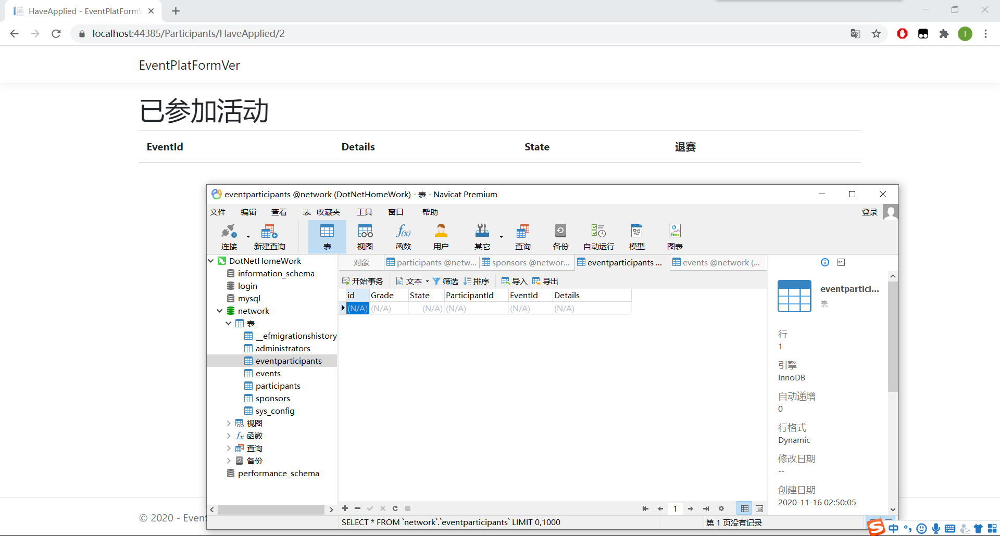 HaveApplied - EventPlatFormV
localhost:44385/Participants/HaveApplied/2
EventPlatFormVer
已参加活动
EventId Details State 退赛
eventparticipants @network (DotNetHomeWork) - 表 - Navicat Premium
文件 编辑 查看 表 收藏夹 工具 窗口 帮助 登录
连接 新建查询 表 视图 函数 用户 其它 查询 备份 自动运行 模型 图表
DotNetHomeWork
information_schema
login
mysql
network
表
__efmigrationshistory
administrators
eventparticipants
events
participants
sponsors
sys_config
视图
函数
查询
备份
performance_schema
对象 participants @netw... sponsors @networ... eventparticipants ... events @network (...
开始事务 文本 筛选 排序 导入 导出
id Grade State ParticipantId EventId Details
(N/A) (N/A) (N/A) (N/A) (N/A) (N/A)
eventpartici...
表
行
1
引擎
InnoDB
自动递增
0
行格式
Dynamic
修改日期
--
创建日期
2020-11-16 02:50:05
1
SELECT * FROM `network`.`eventparticipants` LIMIT 0,1000
第 1 页没有记录
© 2020 - Event
中